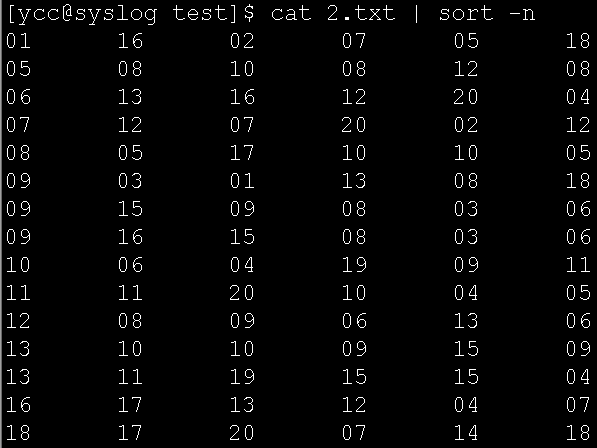 [ycc@syslog test]$ cat 2.txt | sort -n
01 16 02 07 05 18
05 08 10 08 12 08
06 13 16 12 20 04
07 12 07 20 02 12
08 05 17 10 10 05
09 03 01 13 08 18
09 15 09 08 03 06
09 16 15 08 03 06
10 06 04 19 09 11
11 11 20 10 04 05
12 08 09 06 13 06
13 10 10 09 15 09
13 11 19 15 15 04
16 17 13 12 04 07
18 17 20 07 14 18